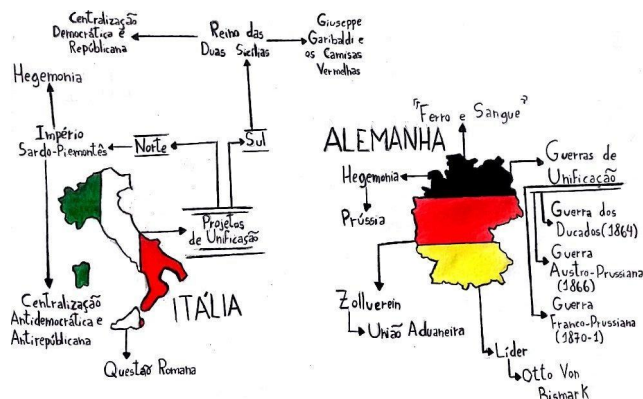 Centralização
Democrática e
Républicana
Reino das
Duas Sicílias
Giuseppe
Garibaldi e
os Camisas
Vermelhas
Hegemonia
Império
Sardo-Piemontês
Norte
Sul
Projetos
de Unificação
Centralização
Antidemocrática e
Antirépublicana
ITÁLIA
Questão Romana
"Ferro e Sangue"
ALEMANHA
Hegemonia
Prússia
Guerras de
Unificação
Guerra dos
Ducados (1864)
Guerra
Austro-Prussiana
(1866)
Guerra
Franco-Prussiana
(1870-1)
Zollverein
União Aduaneira
Líder
Otto Von
Bismark